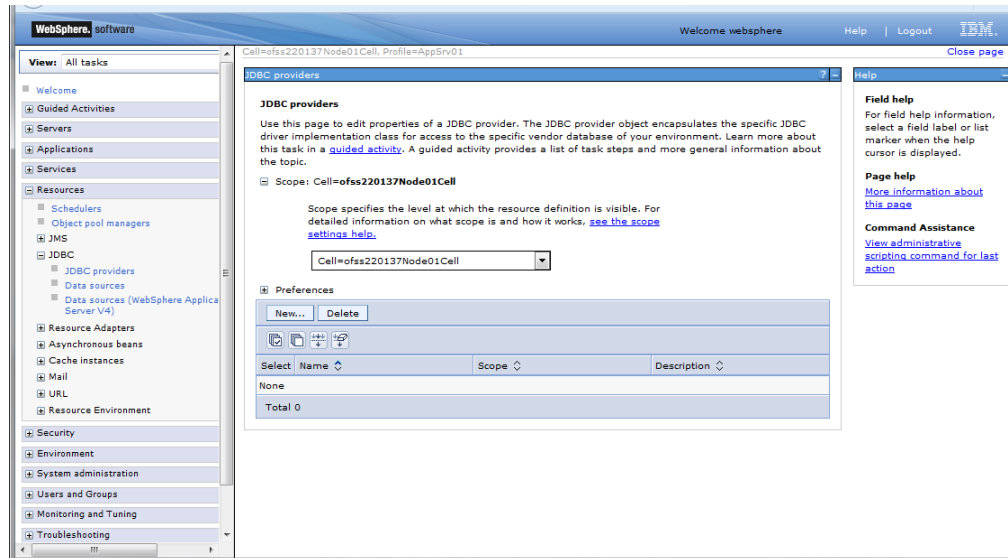 WebSphere. software
Welcome websphere
Help | Logout
IBM.
Cell=ofss220137Node01Cell, Profile=AppSrv01
Close page
View: All tasks
Welcome
Guided Activities
Servers
Applications
Services
Resources
Schedulers
Object pool managers
JMS
JDBC
JDBC providers
Data sources
Data sources (WebSphere Applica
Server V4)
Resource Adapters
Asynchronous beans
Cache instances
Mail
URL
Resource Environment
Security
Environment
System administration
Users and Groups
Monitoring and Tuning
Troubleshooting
JDBC providers
JDBC providers
Use this page to edit properties of a JDBC provider. The JDBC provider object encapsulates the specific JDBC
driver implementation class for access to the specific vendor database of your environment. Learn more about
this task in a guided activity. A guided activity provides a list of task steps and more general information about
the topic.
Scope: Cell=ofss220137Node01Cell
Scope specifies the level at which the resource definition is visible. For
detailed information on what scope is and how it works, see the scope
settings help.
Cell=ofss220137Node01Cell
Preferences
New... Delete
Select Name Scope Description
None
Total 0
Help
Field help
For field help information,
select a field label or list
marker when the help
cursor is displayed.
Page help
More information about
this page
Command Assistance
View administrative
scripting command for last
action